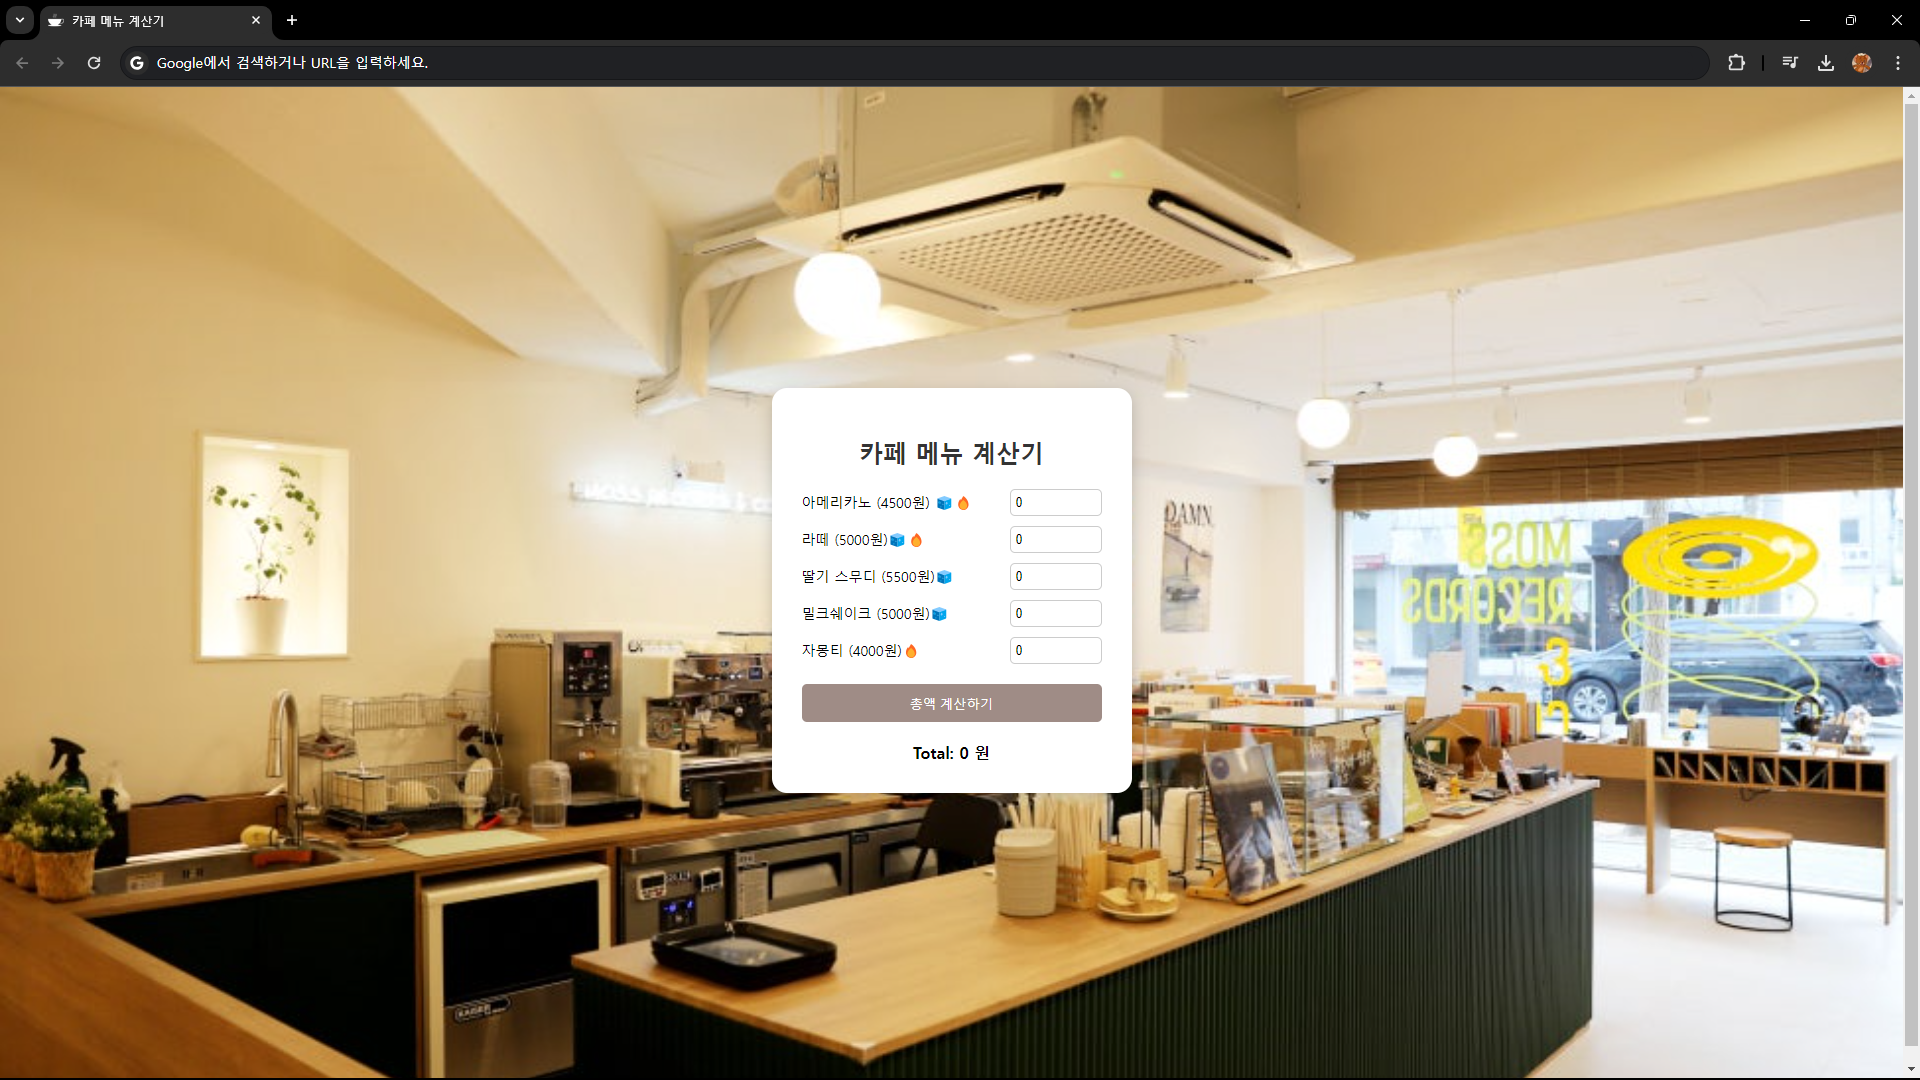 카페 메뉴 계산기
Google에서 검색하거나 URL을 입력하세요.
카페 메뉴 계산기
아메리카노 (4500원) 🧊 🔥 0
라떼 (5000원)🧊 🔥 0
딸기 스무디 (5500원)🧊 0
밀크쉐이크 (5000원)🧊 0
자몽티 (4000원)🔥 0
총액 계산하기
Total: 0 원
DAMN.
MOSS
RECORDS